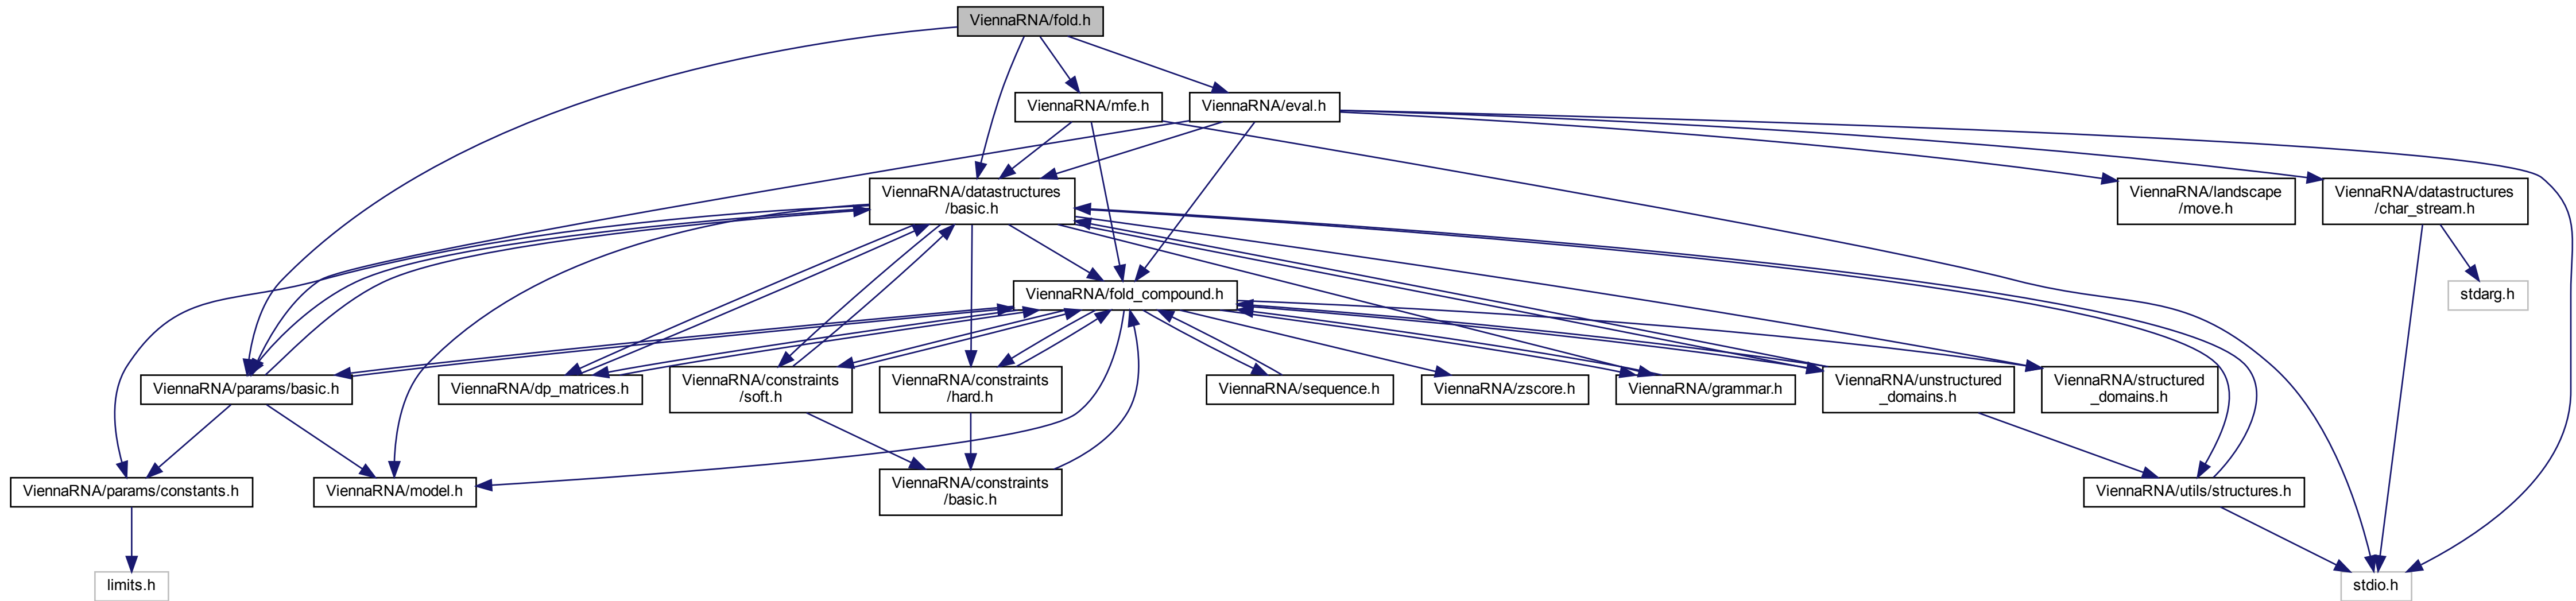 ViennaRNA/fold.h
ViennaRNA/mfe.h
ViennaRNA/eval.h
ViennaRNA/datastructures
/basic.h
ViennaRNA/landscape
/move.h
ViennaRNA/datastructures
/char_stream.h
ViennaRNA/fold_compound.h
stdarg.h
ViennaRNA/params/basic.h
ViennaRNA/dp_matrices.h
ViennaRNA/constraints
/soft.h
ViennaRNA/constraints
/hard.h
ViennaRNA/sequence.h
ViennaRNA/zscore.h
ViennaRNA/grammar.h
ViennaRNA/unstructured
_domains.h
ViennaRNA/structured
_domains.h
ViennaRNA/params/constants.h
ViennaRNA/model.h
ViennaRNA/constraints
/basic.h
ViennaRNA/utils/structures.h
limits.h
stdio.h